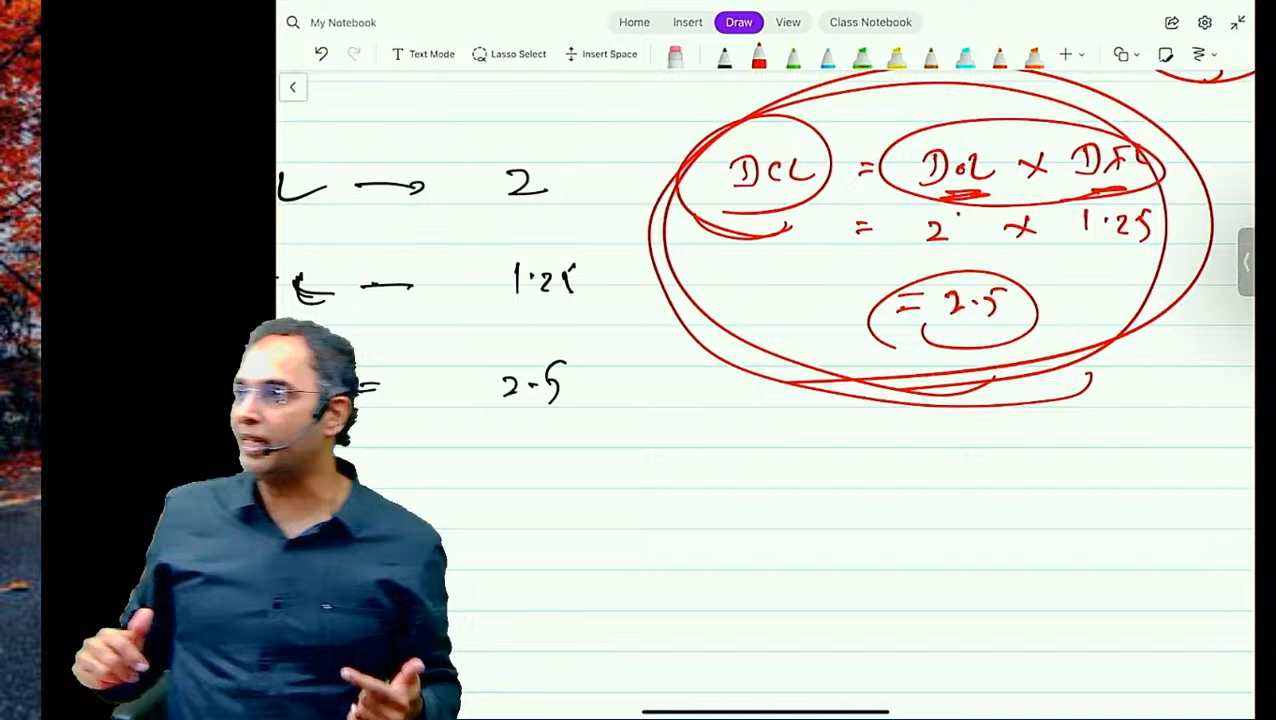 My Notebook
Home Insert Draw View Class Notebook
Text Mode Lasso Select Insert Space
DCL = DOL × DFL
= 2 × 1.25
= 2.5
L → 2
— 1.25
= 2.5